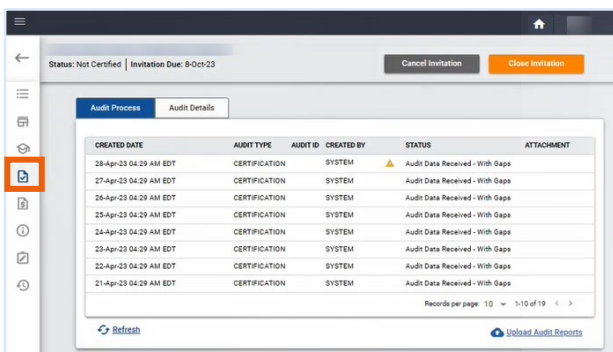 Status: Not Certified | Invitation Due: 8-Oct-23
Cancel Invitation
Close Invitation
Audit Process
Audit Details
CREATED DATE AUDIT TYPE AUDIT ID CREATED BY STATUS ATTACHMENT
28-Apr-23 04:29 AM EDT CERTIFICATION SYSTEM Audit Data Received - With Gaps
27-Apr-23 04:29 AM EDT CERTIFICATION SYSTEM Audit Data Received - With Gaps
26-Apr-23 04:29 AM EDT CERTIFICATION SYSTEM Audit Data Received - With Gaps
25-Apr-23 04:29 AM EDT CERTIFICATION SYSTEM Audit Data Received - With Gaps
24-Apr-23 04:29 AM EDT CERTIFICATION SYSTEM Audit Data Received - With Gaps
23-Apr-23 04:29 AM EDT CERTIFICATION SYSTEM Audit Data Received - With Gaps
22-Apr-23 04:29 AM EDT CERTIFICATION SYSTEM Audit Data Received - With Gaps
21-Apr-23 04:29 AM EDT CERTIFICATION SYSTEM Audit Data Received - With Gaps
Records per page: 10 1-10 of 19 < >
Refresh
Upload Audit Reports